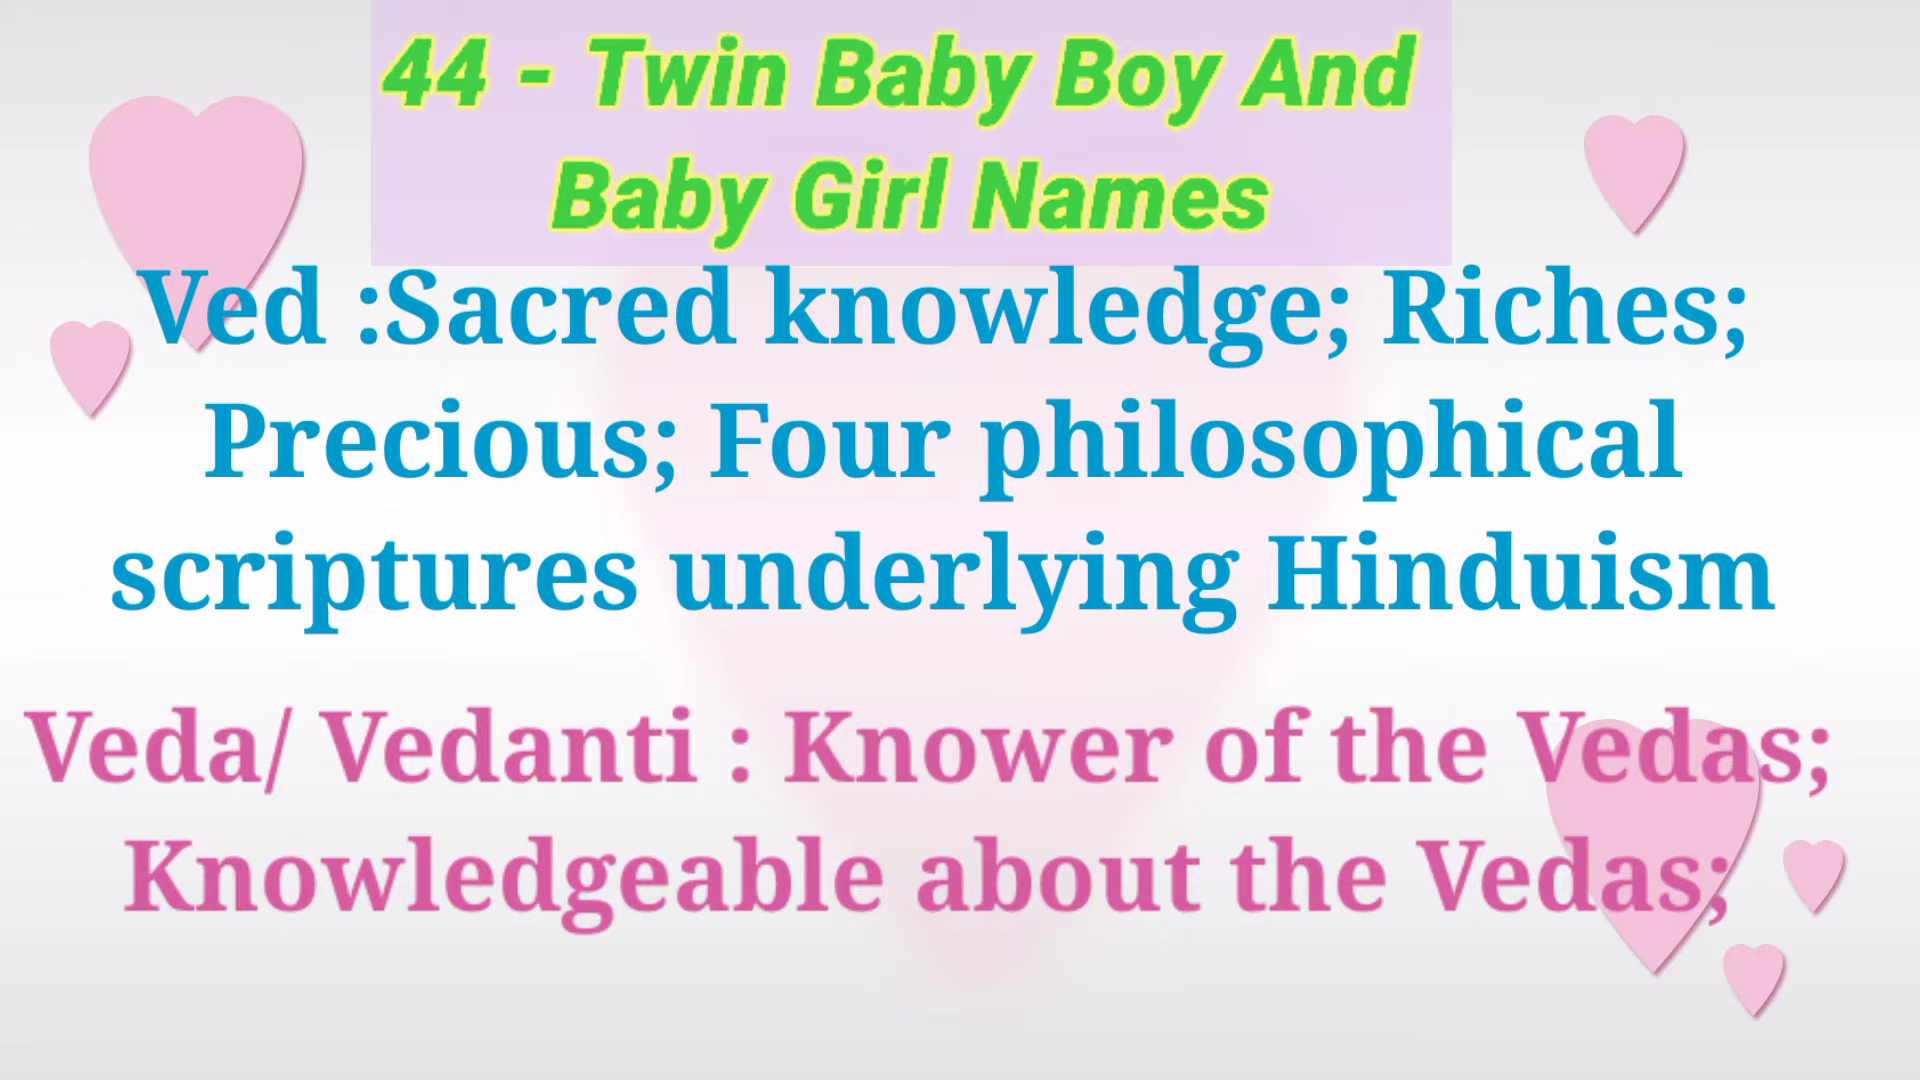 44 - Twin Baby Boy And
Baby Girl Names
Ved :Sacred knowledge; Riches;
Precious; Four philosophical
scriptures underlying Hinduism
Veda/ Vedanti : Knower of the Vedas;
Knowledgeable about the Vedas;